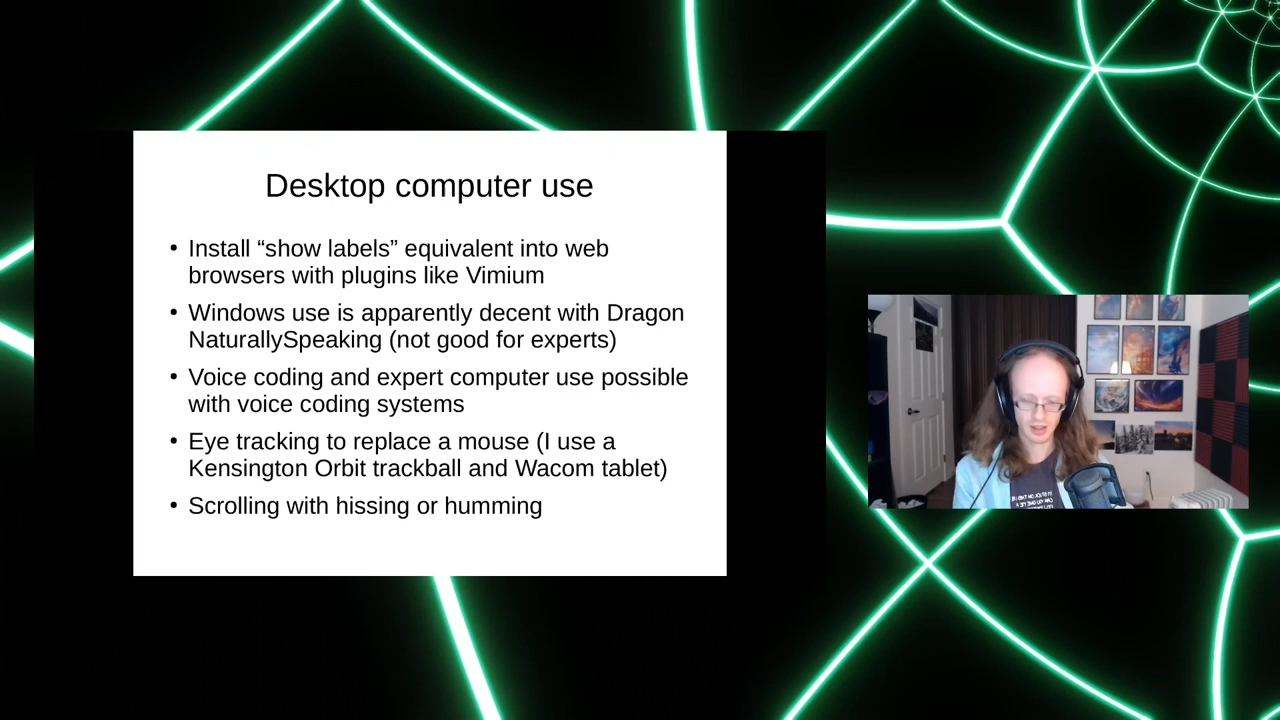 Desktop computer use
• Install “show labels” equivalent into web
browsers with plugins like Vimium
• Windows use is apparently decent with Dragon
NaturallySpeaking (not good for experts)
• Voice coding and expert computer use possible
with voice coding systems
• Eye tracking to replace a mouse (I use a
Kensington Orbit trackball and Wacom tablet)
• Scrolling with hissing or humming